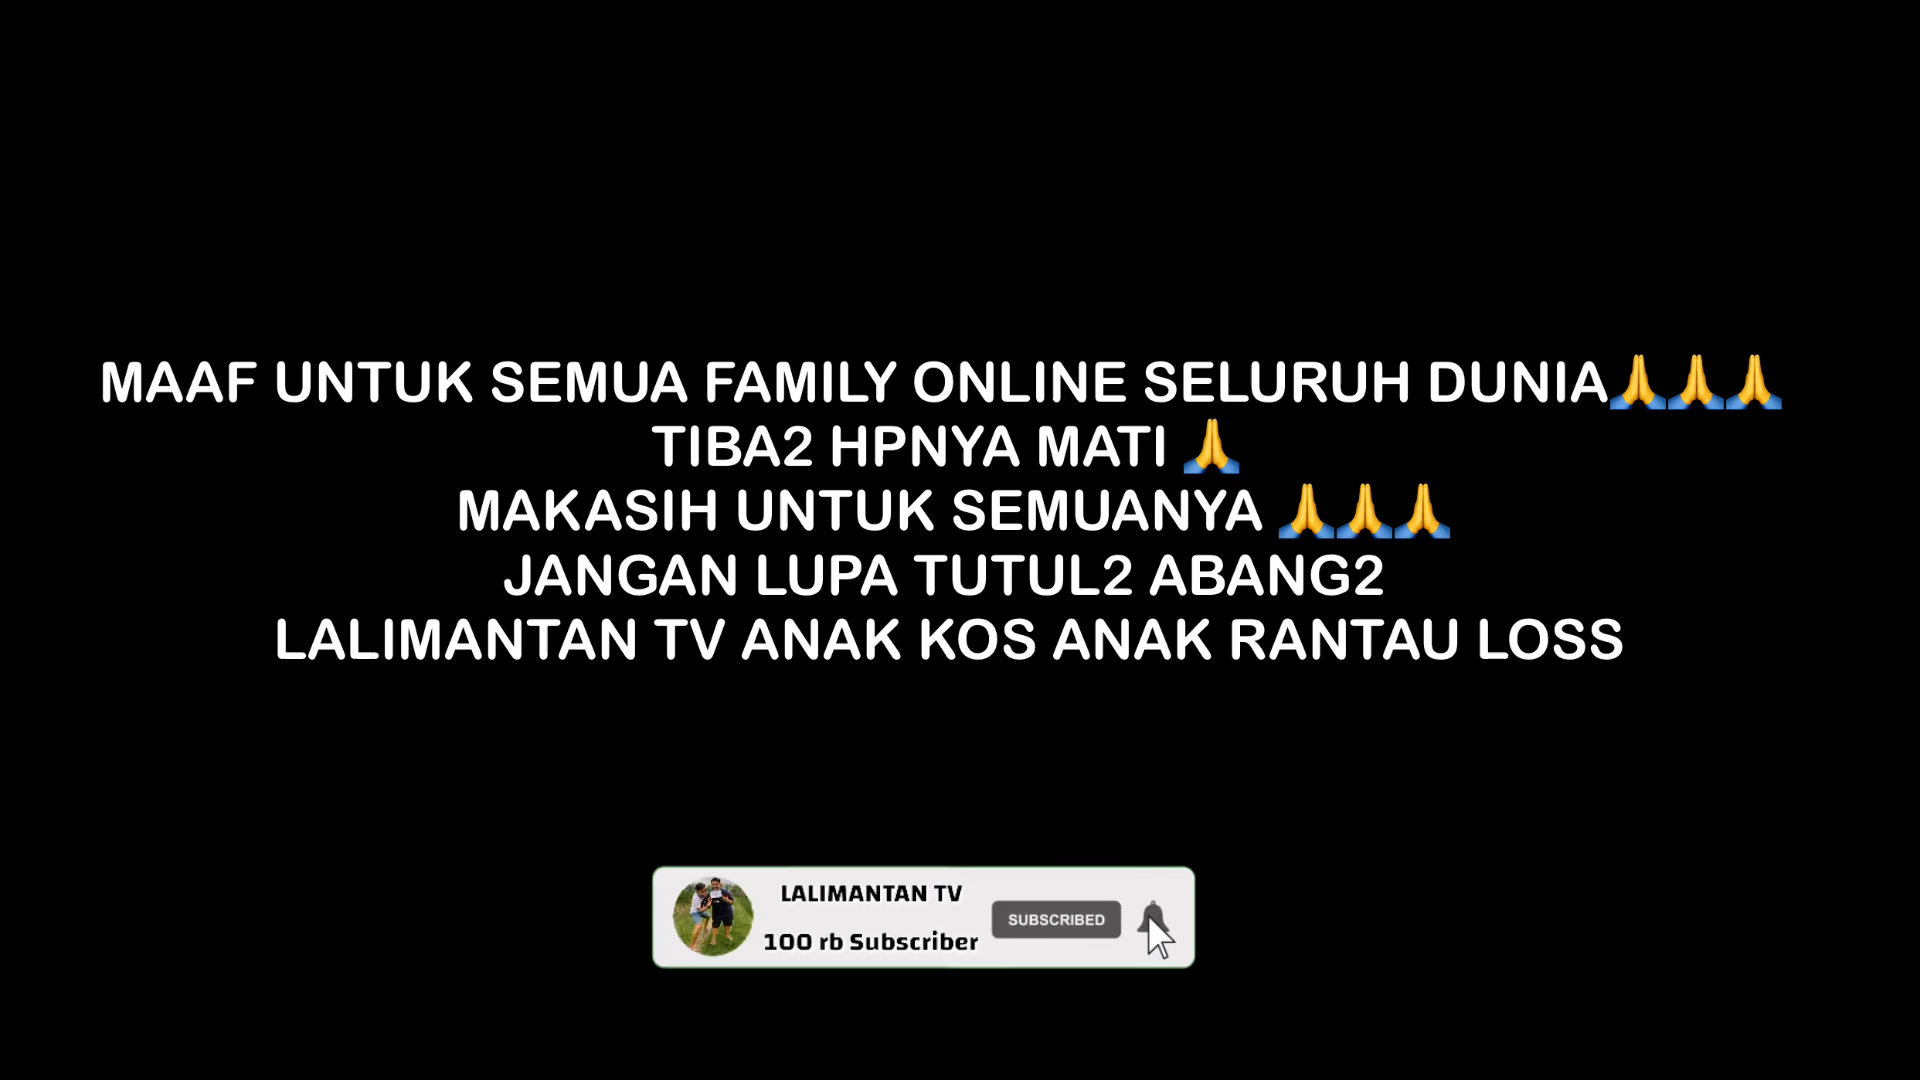 MAAF UNTUK SEMUA FAMILY ONLINE SELURUH DUNIA🙏🙏🙏
TIBA2 HPNYA MATI 🙏
MAKASIH UNTUK SEMUANYA 🙏🙏🙏
JANGAN LUPA TUTUL2 ABANG2
LALIMANTAN TV ANAK KOS ANAK RANTAU LOSS
LALIMANTAN TV
100 rb Subscriber
SUBSCRIBED